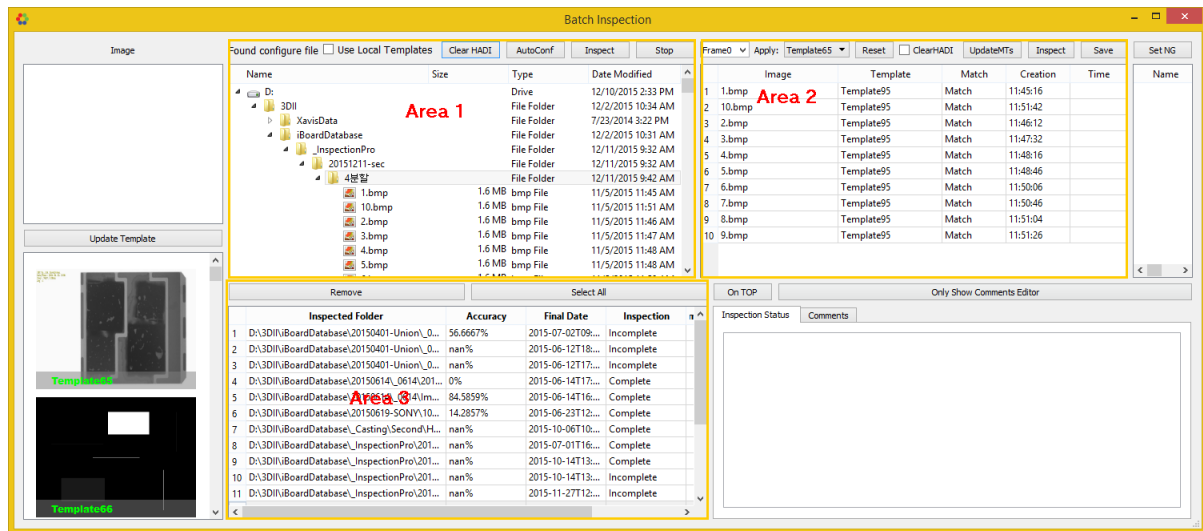 Batch Inspection
Image
Found configure file Use Local Templates Clear HADI AutoConf Inspect Stop
Frame0 Apply: Template65 Reset ClearHADI UpdateMTs Inspect Save Set NG
Name Size Type Date Modified
D: Drive 12/10/2015 2:33 PM
3DII File Folder 12/2/2015 10:34 AM
XavisData File Folder 7/23/2014 3:22 PM
iBoardDatabase File Folder 12/2/2015 10:31 AM
_InspectionPro File Folder 12/11/2015 9:32 AM
20151211-sec File Folder 12/11/2015 9:32 AM
4분할 File Folder 12/11/2015 9:42 AM
1.bmp 1.6 MB bmp File 11/5/2015 11:45 AM
10.bmp 1.6 MB bmp File 11/5/2015 11:51 AM
2.bmp 1.6 MB bmp File 11/5/2015 11:46 AM
3.bmp 1.6 MB bmp File 11/5/2015 11:47 AM
4.bmp 1.6 MB bmp File 11/5/2015 11:48 AM
5.bmp 1.6 MB bmp File 11/5/2015 11:48 AM
Area 1
Image Template Match Creation Time
1 1.bmp Template95 Match 11:45:16
2 10.bmp Template95 Match 11:51:42
3 2.bmp Template95 Match 11:46:12
4 3.bmp Template95 Match 11:47:32
5 4.bmp Template95 Match 11:48:16
6 5.bmp Template95 Match 11:48:46
7 6.bmp Template95 Match 11:50:06
8 7.bmp Template95 Match 11:50:46
9 8.bmp Template95 Match 11:51:04
10 9.bmp Template95 Match 11:51:26
Area 2
Name
Update Template
Template65
Template66
Remove Select All
Inspected Folder Accuracy Final Date Inspection
1 D:\3DII\iBoardDatabase\20150401-Union\_0... 56.6667% 2015-07-02T09:... Incomplete
2 D:\3DII\iBoardDatabase\20150401-Union\_0... nan% 2015-06-12T18:... Incomplete
3 D:\3DII\iBoardDatabase\20150401-Union\_0... nan% 2015-06-12T17:... Incomplete
4 D:\3DII\iBoardDatabase\20150614\_0614\201... 0% 2015-06-14T17:... Complete
5 D:\3DII\iBoardDatabase\20150614\_0614\Im... 84.5859% 2015-06-14T16:... Complete
6 D:\3DII\iBoardDatabase\20150619-SONY\10... 14.2857% 2015-06-23T12:... Complete
7 D:\3DII\iBoardDatabase\_Casting\Second\H... nan% 2015-10-06T10:... Complete
8 D:\3DII\iBoardDatabase\_InspectionPro\201... nan% 2015-07-01T16:... Complete
9 D:\3DII\iBoardDatabase\_InspectionPro\201... nan% 2015-10-14T13:... Complete
10 D:\3DII\iBoardDatabase\_InspectionPro\201... nan% 2015-10-14T13:... Incomplete
11 D:\3DII\iBoardDatabase\_InspectionPro\201... nan% 2015-11-27T12:... Incomplete
Area 3
On TOP Only Show Comments Editor
Inspection Status Comments